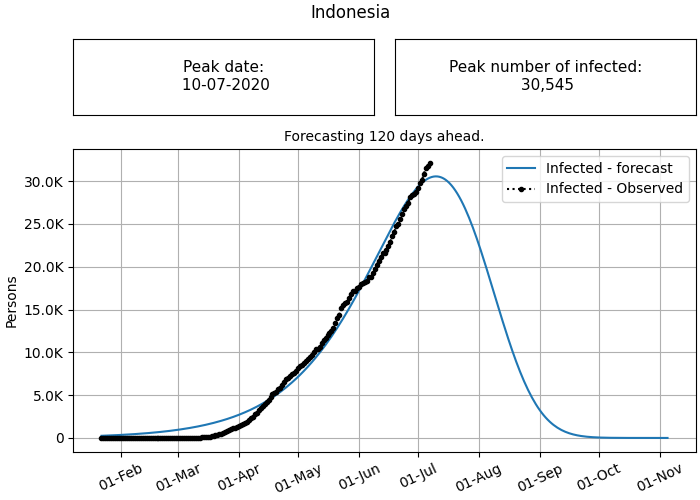 Indonesia
Peak date:
10-07-2020
Peak number of infected:
30,545
Forecasting 120 days ahead.
Infected - forecast
Infected - Observed
Persons
30.0K
25.0K
20.0K
15.0K
10.0K
5.0K
0
01-Feb
01-Mar
01-Apr
01-May
01-Jun
01-Jul
01-Aug
01-Sep
01-Oct
01-Nov